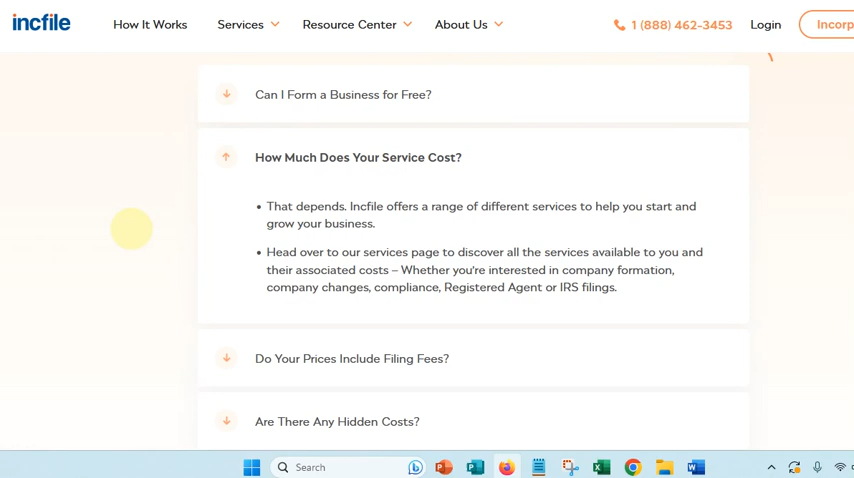 incfile
How It Works
Services
Resource Center
About Us
1 (888) 462-3453
Login
Incorp
Can I Form a Business for Free?
How Much Does Your Service Cost?
• That depends. Incfile offers a range of different services to help you start and
grow your business.
• Head over to our services page to discover all the services available to you and
their associated costs – Whether you're interested in company formation,
company changes, compliance, Registered Agent or IRS filings.
Do Your Prices Include Filing Fees?
Are There Any Hidden Costs?
Search